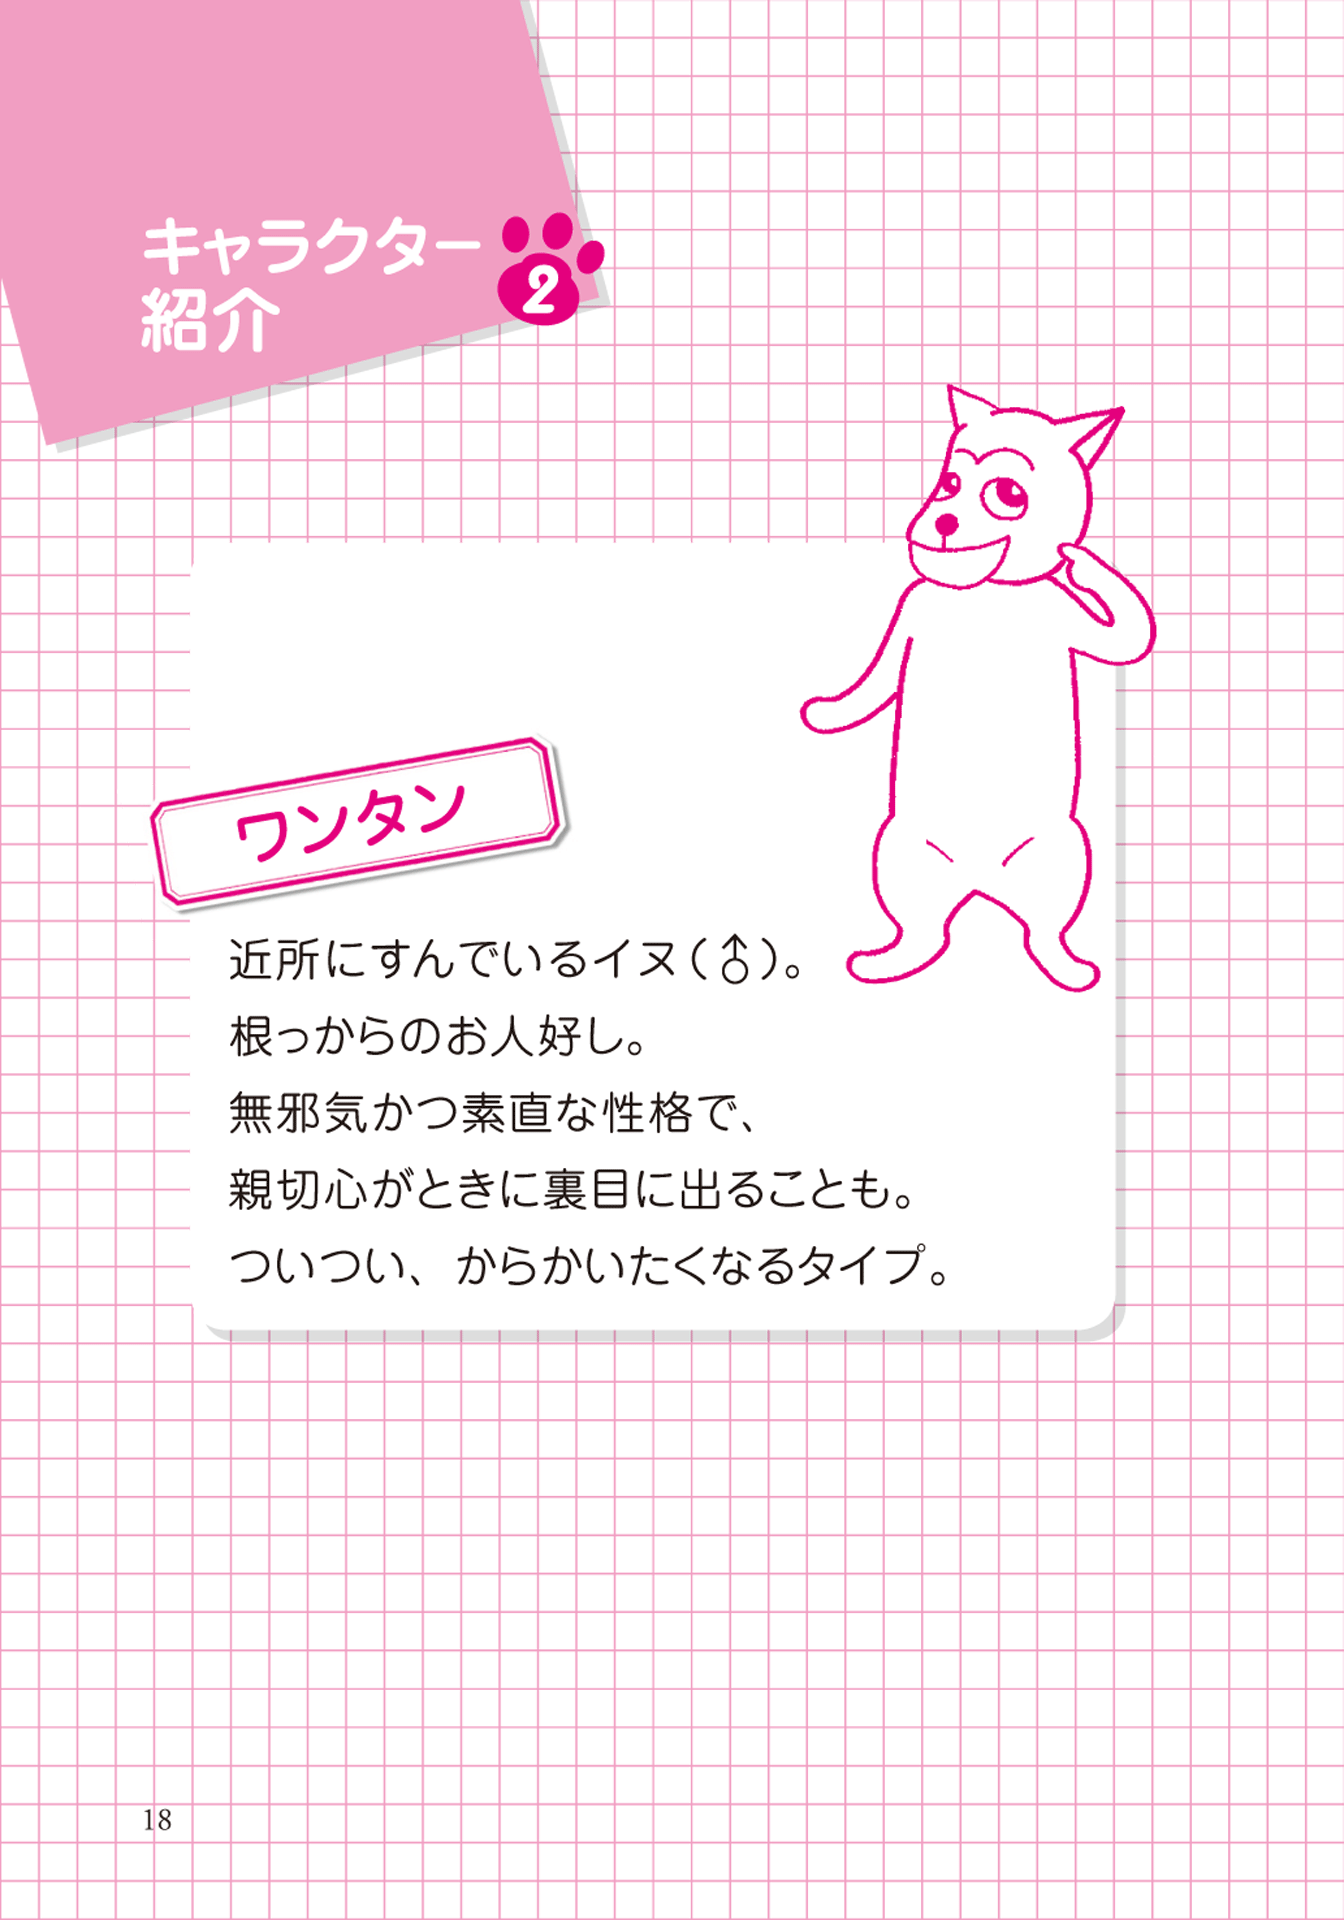 キャラクター
紹介
2
ワンタン
近所にすんでいるイヌ(♂)。
根っからのお人好し。
無邪気かつ素直な性格で、
親切心がときに裏目に出ることも。
ついつい、からかいたくなるタイプ。
18